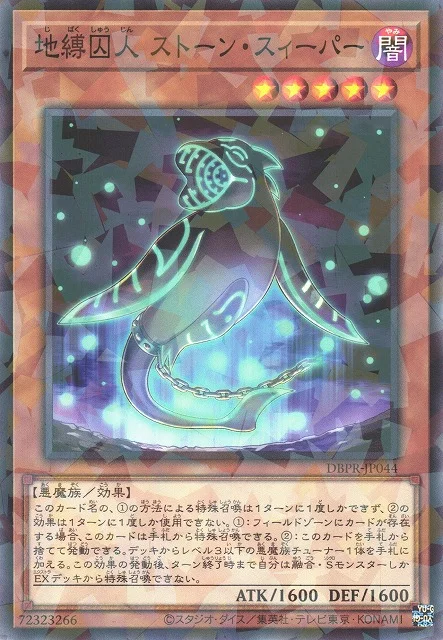 地縛囚人 ストーン・スィーパー
闇
DBPR-JP044
【悪魔族／効果】
このカード名の、①の方法による特殊召喚は１ターンに１度しかできず、②の
効果は１ターンに１度しか使用できない。①：フィールドゾーンにカードが存在
する場合、このカードは手札から特殊召喚できる。②：このカードを手札から
捨てて発動できる。デッキからレベル３以下の悪魔族チューナー１体を手札に
加える。この効果の発動後、ターン終了時まで自分は融合・Ｓモンスターしか
EXデッキから特殊召喚できない。
ATK/1600 DEF/1600
72323266
©スタジオ・ダイス／集英社・テレビ東京・KONAMI